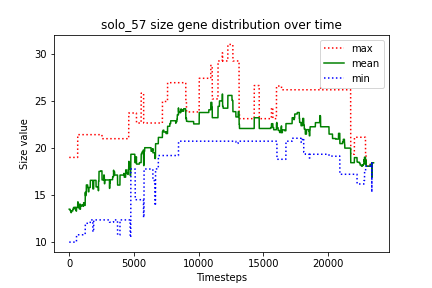 solo_57 size gene distribution over time
max
mean
min
Size value
30
25
20
15
10
0
5000
10000
15000
20000
Timesteps